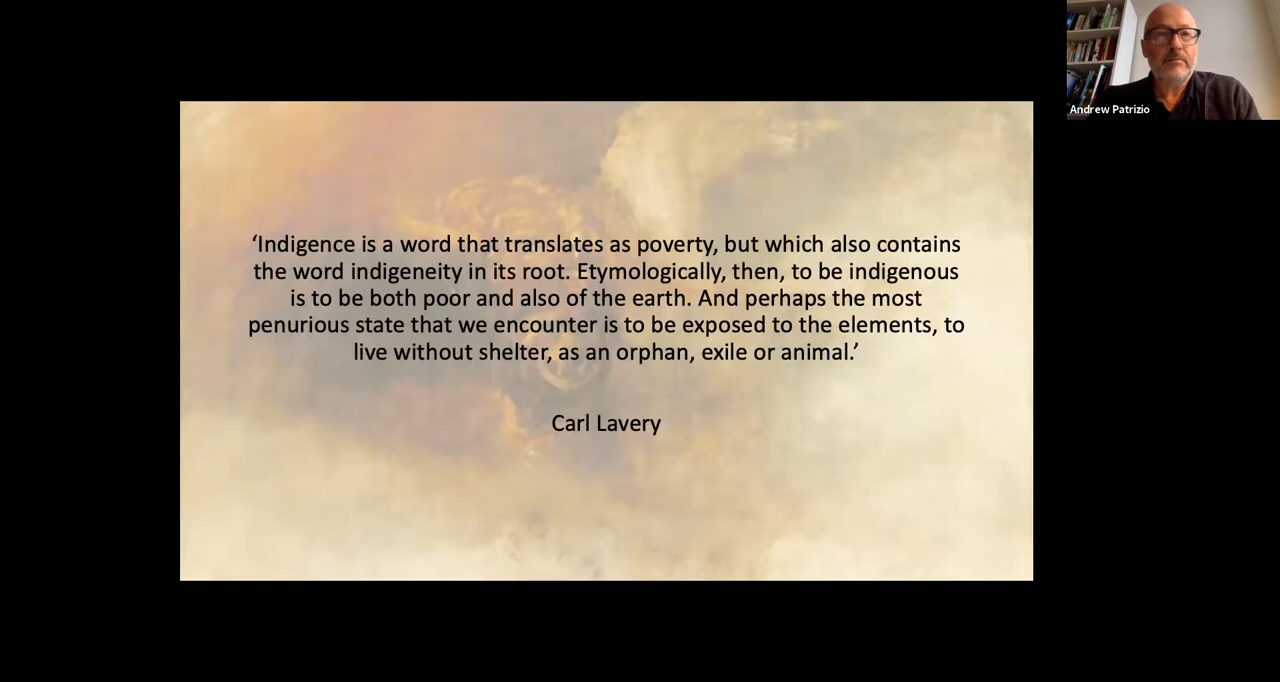 ‘Indigence is a word that translates as poverty, but which also contains
the word indigeneity in its root. Etymologically, then, to be indigenous
is to be both poor and also of the earth. And perhaps the most
penurious state that we encounter is to be exposed to the elements, to
live without shelter, as an orphan, exile or animal.’
Carl Lavery
Andrew Patrizio